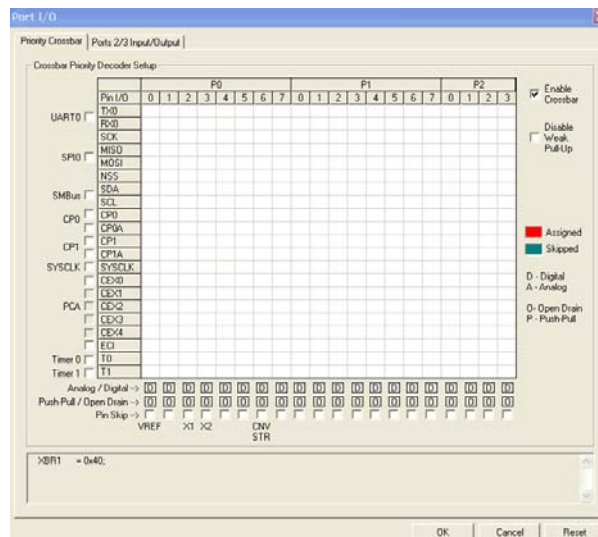 Port I/O
Priority Crossbar Ports 2/3 Input/Output
Crossbar Priority Decoder Setup
P0 P1 P2
Pin I/O 0 1 2 3 4 5 6 7 0 1 2 3 4 5 6 7 0 1 2 3
UART0 TX0
RX0
SCK
SPI0 MISO
MOSI
NSS
SMBus SDA
SCL
CP0 CP0
CP0A
CP1 CP1
CP1A
SYSCLK SYSCLK
CEX0
CEX1
PCA CEX2
CEX3
CEX4
ECI
Timer 0 T0
Timer 1 T1
Enable Crossbar
Disable Weak Pull-Up
Assigned
Skipped
D - Digital
A - Analog
O- Open Drain
P - Push-Pull
Analog / Digital -> D D D D D D D D D D D D D D D D D D D D
Push-Pull / Open Drain -> O O O O O O O O O O O O O O O O O O O O
Pin Skip ->
VREF X1 X2 CNV STR
XBR1 = 0x40;
OK Cancel Reset